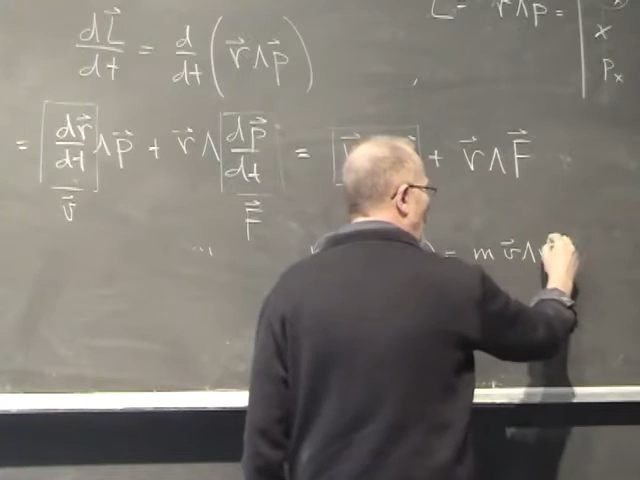 dL⃗/dt = d/dt (r⃗ ∧ p⃗)
L = r∧p = | x pₓ
= dr⃗/dt ∧ p⃗ + r⃗ ∧ dp⃗/dt = + r⃗ ∧ F⃗
v⃗ F⃗
... = m v⃗ ∧